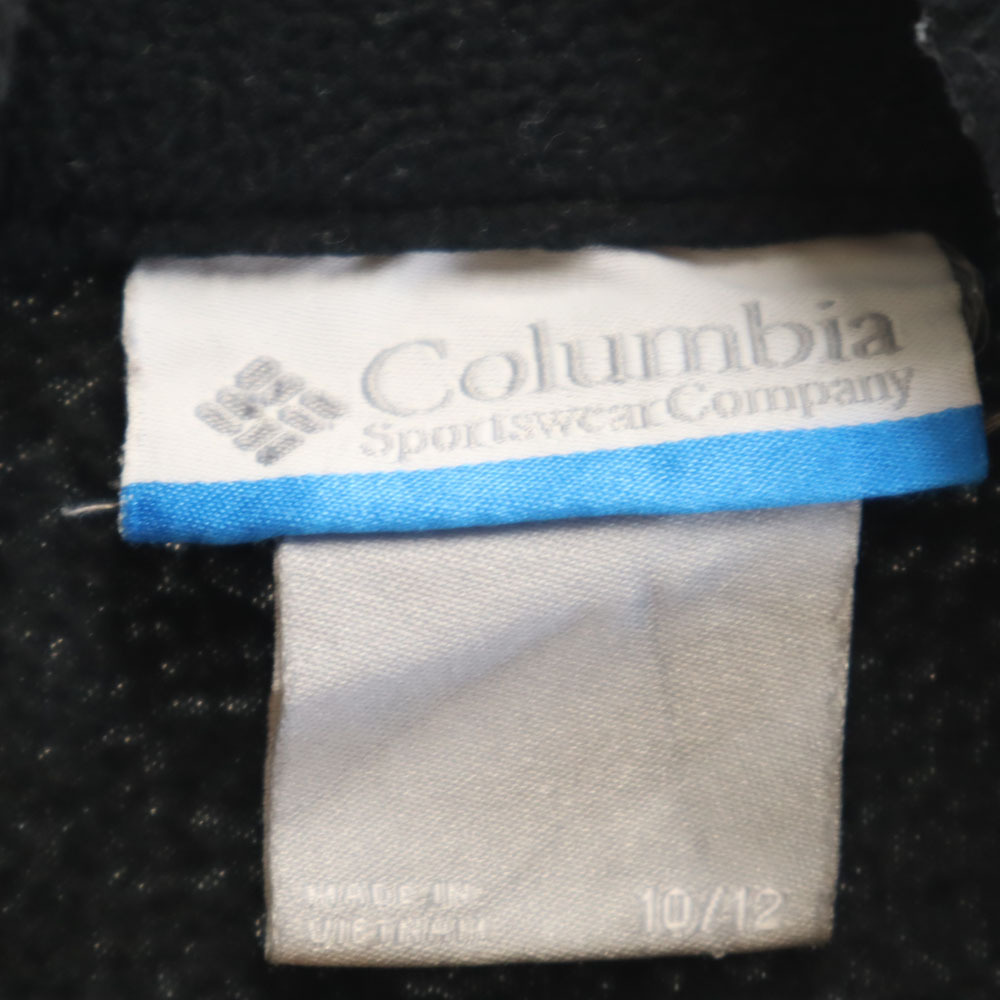 Columbia
Sportswear Company
MADE IN
VIETNAM
10/12